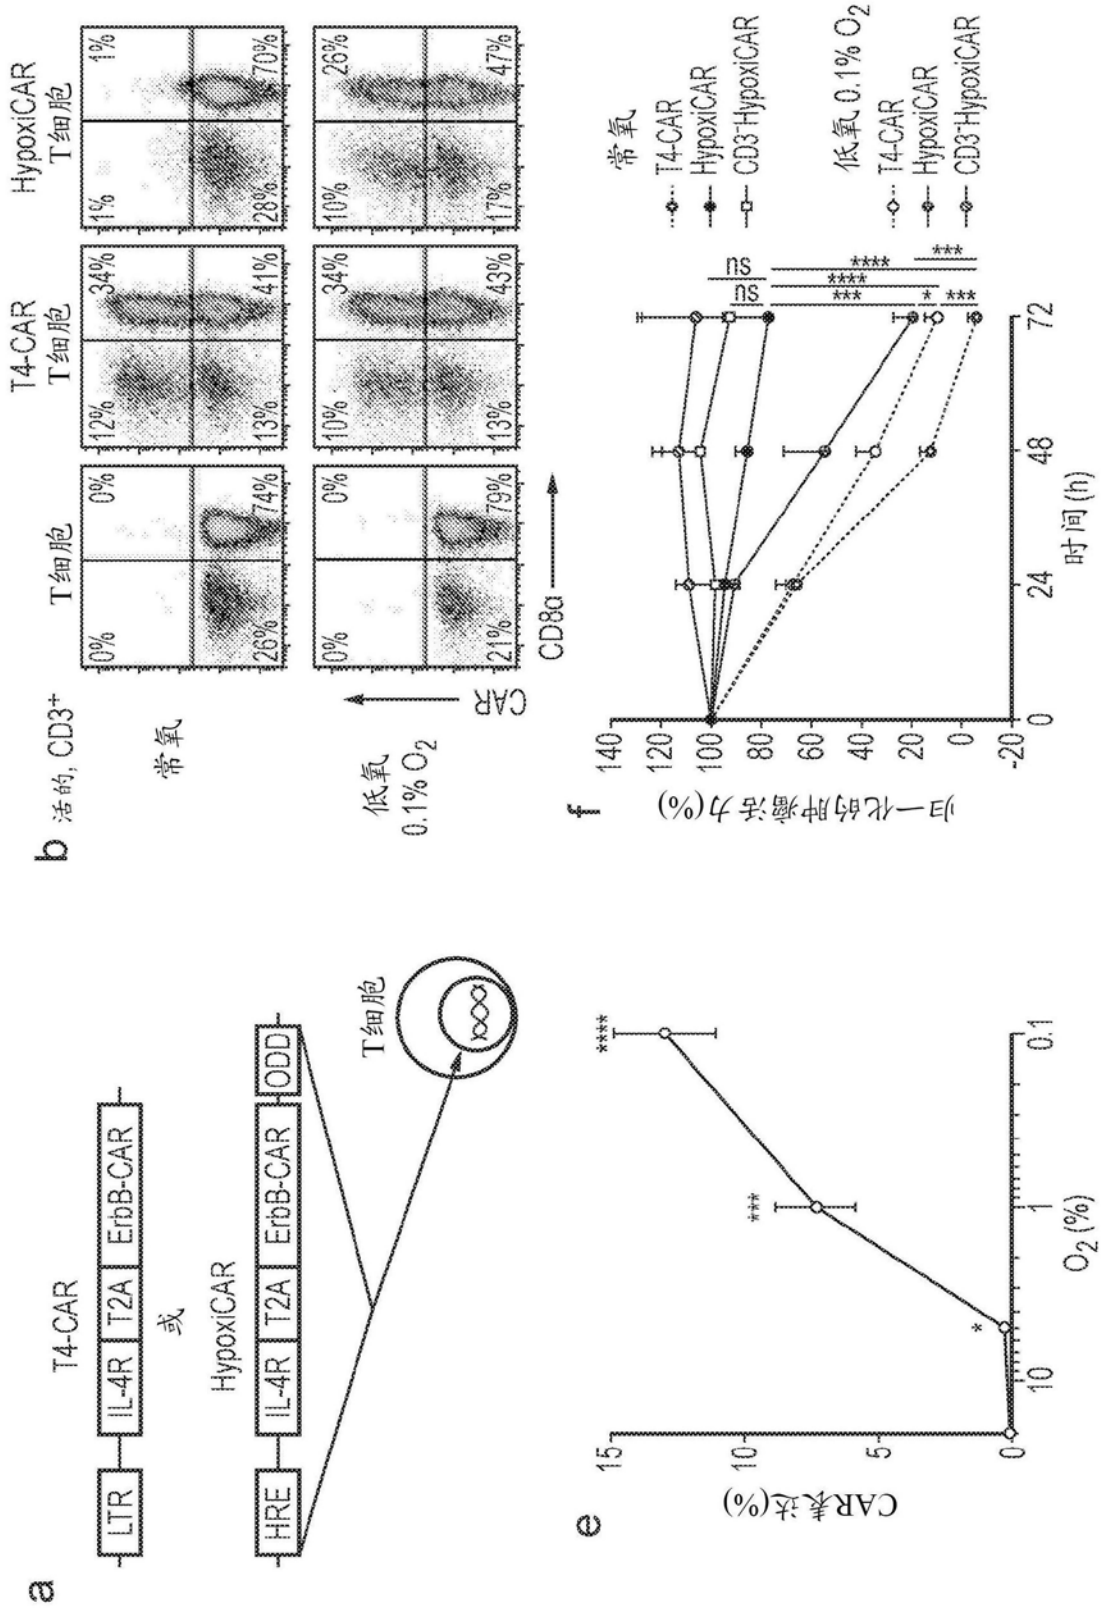 a
T4-CAR
LTR
IL-4R
T2A
ErbB-CAR
或
HypoxiCAR
HRE
IL-4R
T2A
ErbB-CAR
ODD
T细胞
b
活的, CD3+
T细胞
T4-CAR
T细胞
HypoxiCAR
T细胞
常氧
0%
0%
26%
74%
12%
34%
13%
41%
1%
1%
28%
70%
低氧
0.1% O2
0%
0%
21%
79%
10%
34%
13%
43%
10%
26%
17%
47%
CAR
CD8α
e
CAR表达(%)
15
10
5
0
*
***
****
10
1
0.1
O2(%)
f
归一化的肿瘤活力(%)
140
120
100
80
60
40
20
0
-20
0
24
48
72
时间(h)
ns
ns
****
****
***
***
*
***
常氧
T4-CAR
HypoxiCAR
CD3-HypoxiCAR
低氧 0.1% O2
T4-CAR
HypoxiCAR
CD3-HypoxiCAR